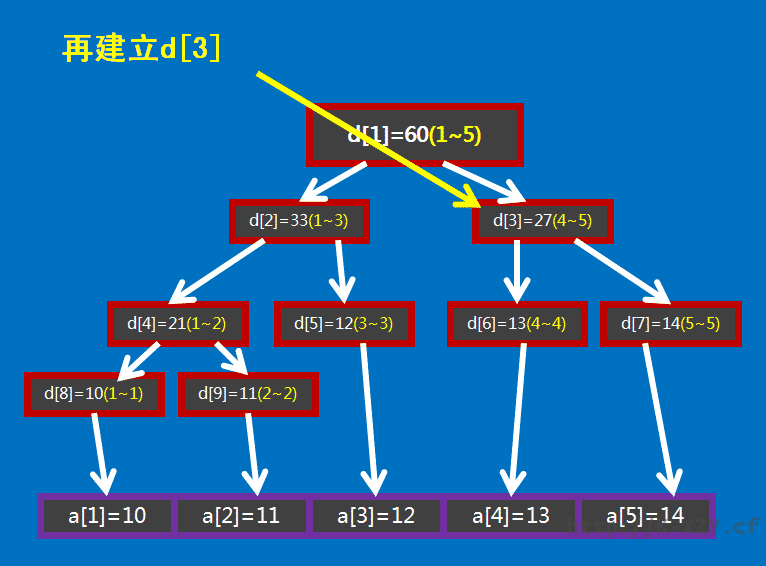 再建立d[3]
d[1]=60(1~5)
d[2]=33(1~3)
d[3]=27(4~5)
d[4]=21(1~2)
d[5]=12(3~3)
d[6]=13(4~4)
d[7]=14(5~5)
d[8]=10(1~1)
d[9]=11(2~2)
a[1]=10
a[2]=11
a[3]=12
a[4]=13
a[5]=14